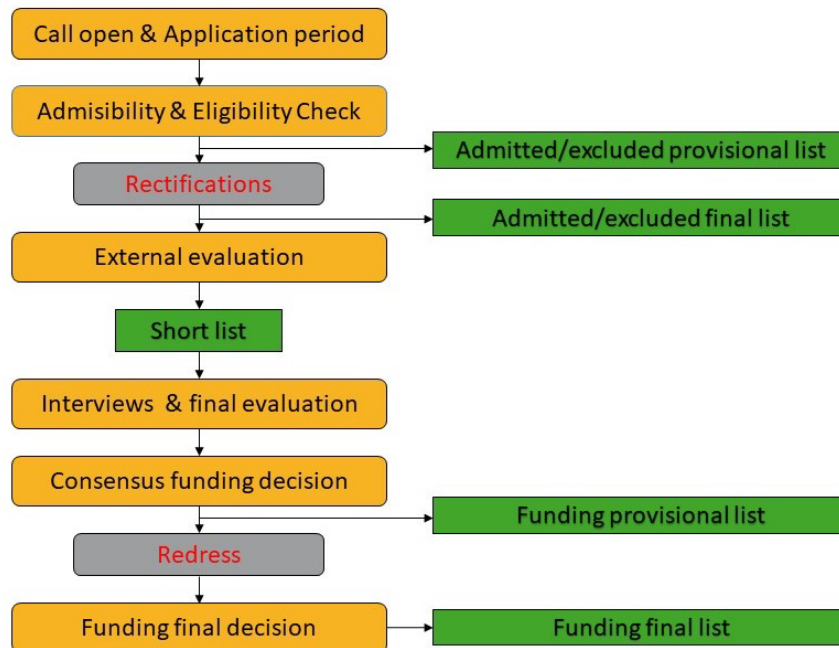 Call open & Application period
Admisibility & Eligibility Check
Admitted/excluded provisional list
Rectifications
Admitted/excluded final list
External evaluation
Short list
Interviews & final evaluation
Consensus funding decision
Funding provisional list
Redress
Funding final decision
Funding final list